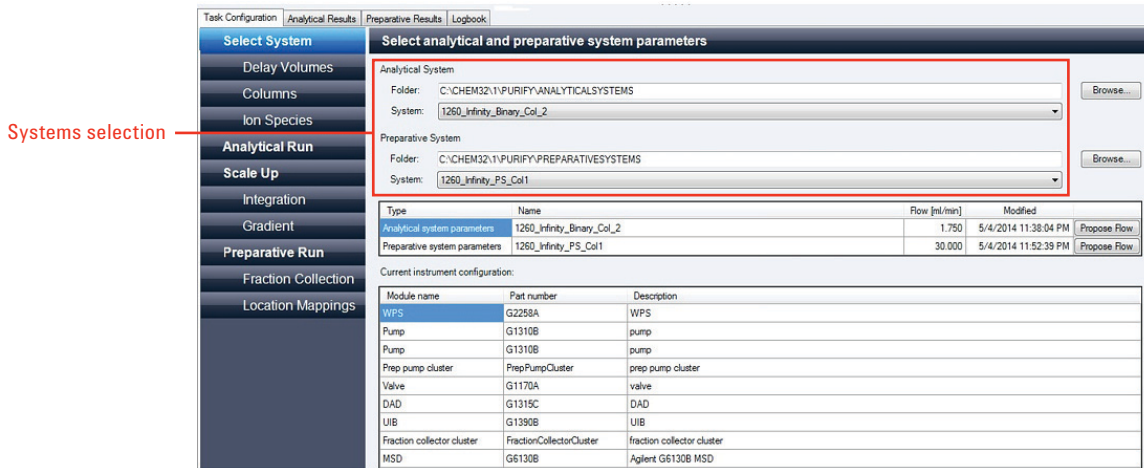 Task Configuration Analytical Results Preparative Results Logbook
Select System
Delay Volumes
Columns
Ion Species
Analytical Run
Scale Up
Integration
Gradient
Preparative Run
Fraction Collection
Location Mappings
Systems selection
Select analytical and preparative system parameters
Analytical System
Folder: C:\CHEM32\1\PURIFY\ANALYTICALSYSTEMS Browse...
System: 1260_Infinity_Binary_Col_2
Preparative System
Folder: C:\CHEM32\1\PURIFY\PREPARATIVESYSTEMS Browse...
System: 1260_Infinity_PS_Col1
Type Name Flow [ml/min] Modified
Analytical system parameters 1260_Infinity_Binary_Col_2 1.750 5/4/2014 11:38:04 PM Propose Flow
Preparative system parameters 1260_Infinity_PS_Col1 30.000 5/4/2014 11:52:39 PM Propose Flow
Current instrument configuration:
Module name Part number Description
WPS G2258A WPS
Pump G1310B pump
Pump G1310B pump
Prep pump cluster PrepPumpCluster prep pump cluster
Valve G1170A valve
DAD G1315C DAD
UIB G1390B UIB
Fraction collector cluster FractionCollectorCluster fraction collector cluster
MSD G6130B Agilent G6130B MSD